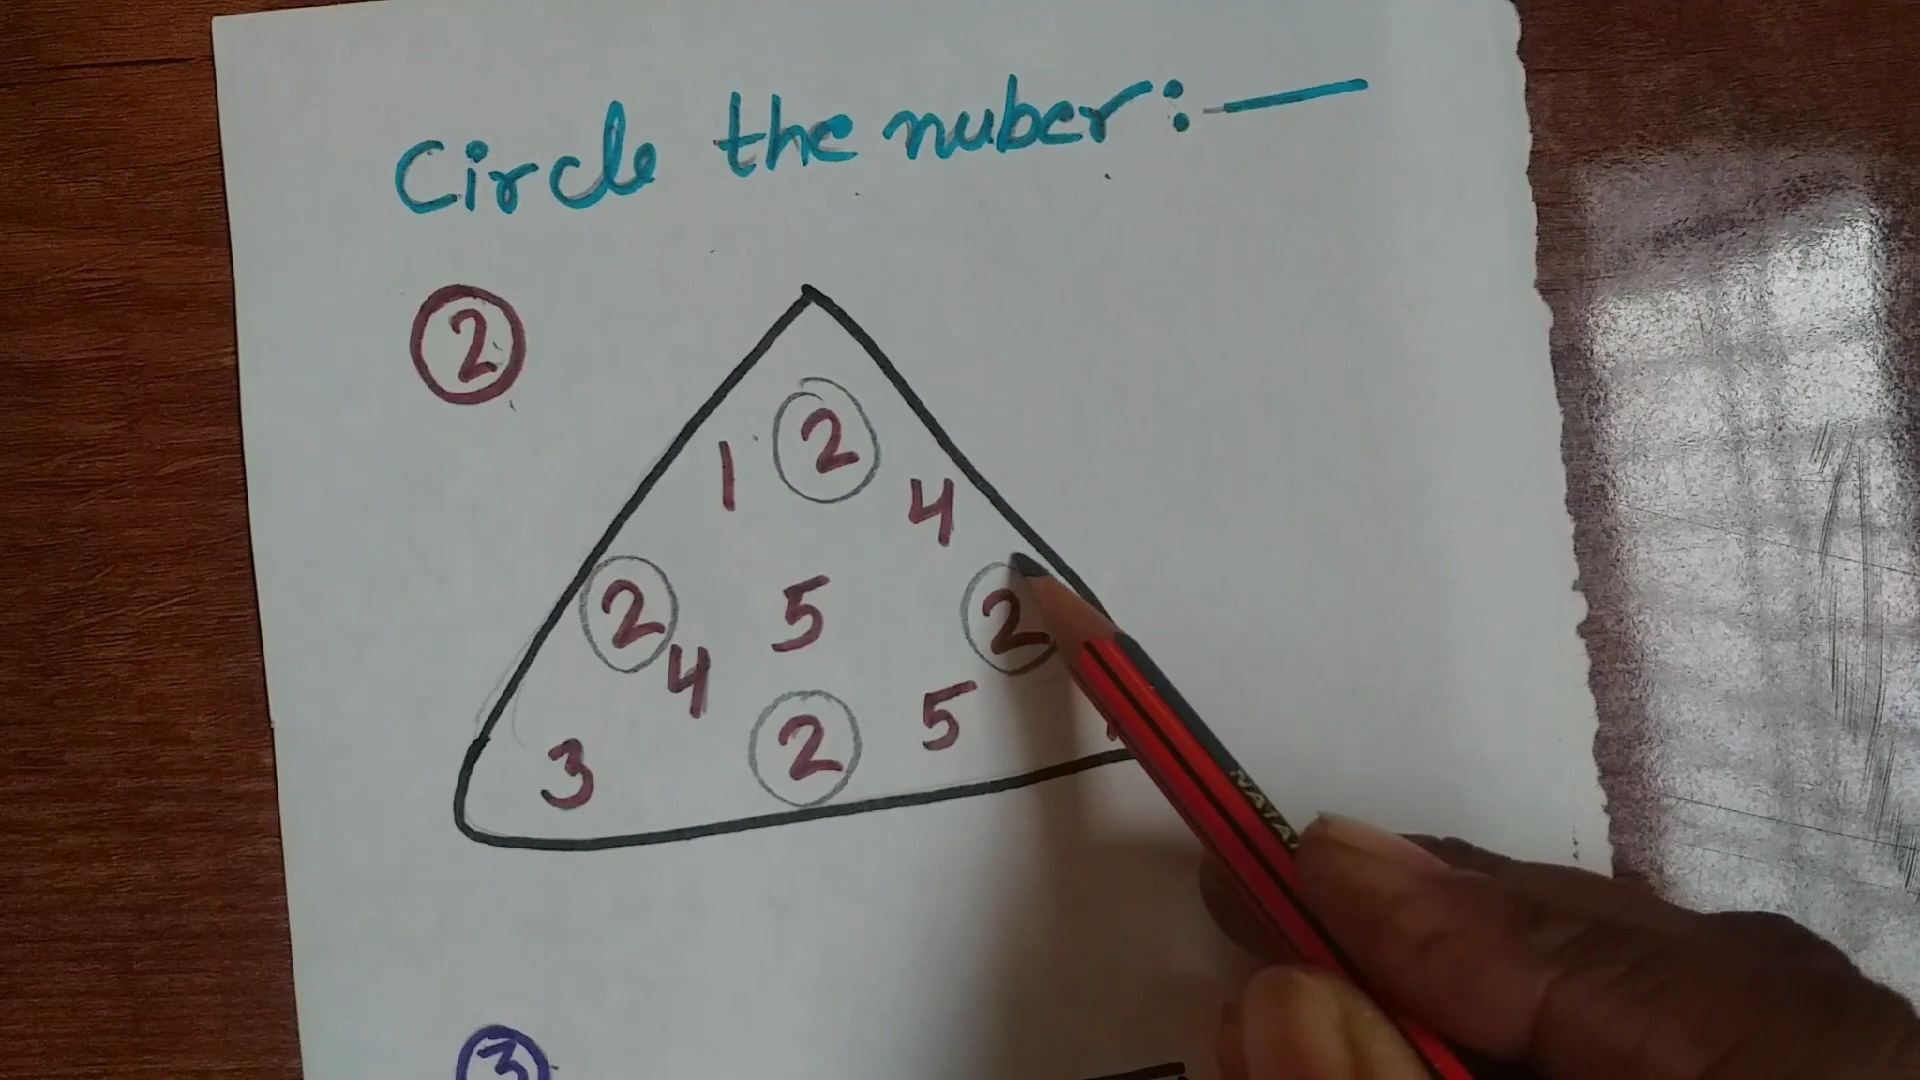 Circle the nuber:—
2
1 2 4
2 5 2
4
3 2 5
3